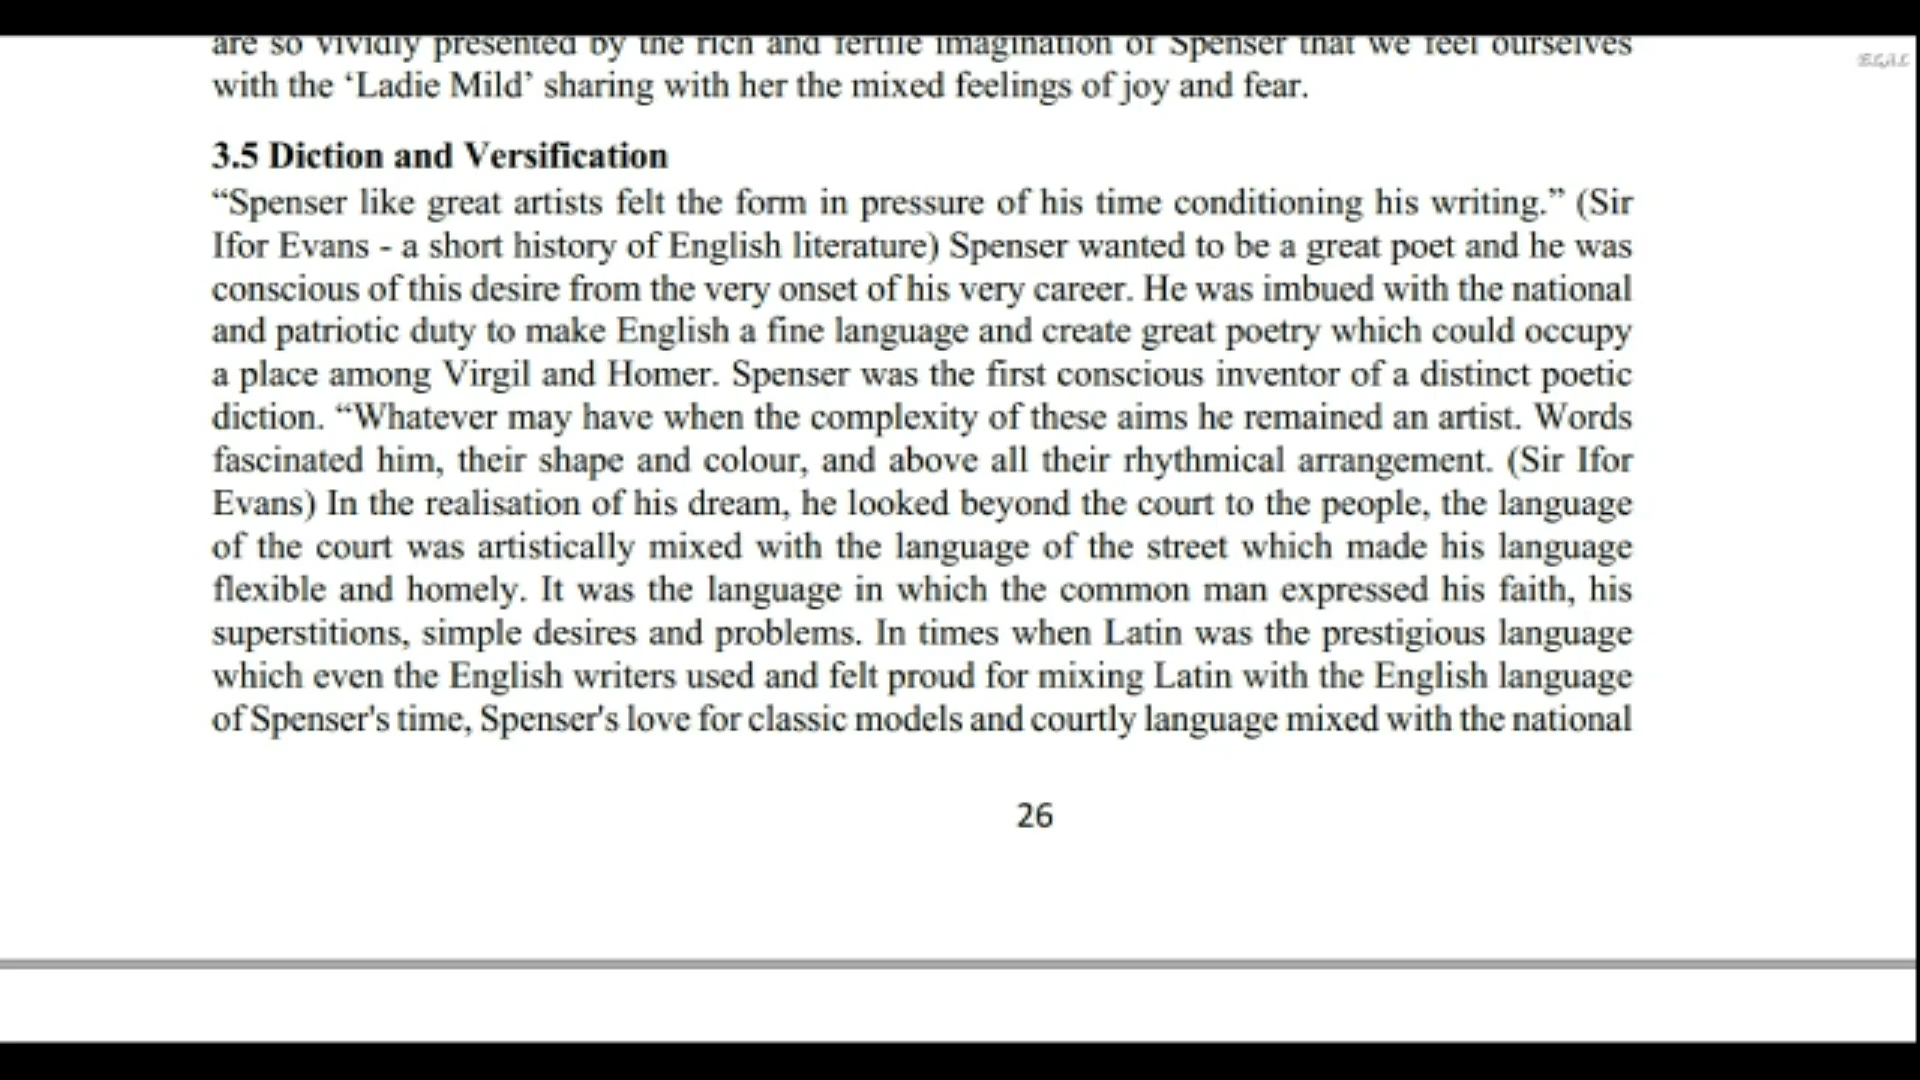 are so vividly presented by the rich and fertile imagination of Spenser that we feel ourselves
with the ‘Ladie Mild’ sharing with her the mixed feelings of joy and fear.
3.5 Diction and Versification
“Spenser like great artists felt the form in pressure of his time conditioning his writing.” (Sir
Ifor Evans - a short history of English literature) Spenser wanted to be a great poet and he was
conscious of this desire from the very onset of his very career. He was imbued with the national
and patriotic duty to make English a fine language and create great poetry which could occupy
a place among Virgil and Homer. Spenser was the first conscious inventor of a distinct poetic
diction. “Whatever may have when the complexity of these aims he remained an artist. Words
fascinated him, their shape and colour, and above all their rhythmical arrangement. (Sir Ifor
Evans) In the realisation of his dream, he looked beyond the court to the people, the language
of the court was artistically mixed with the language of the street which made his language
flexible and homely. It was the language in which the common man expressed his faith, his
superstitions, simple desires and problems. In times when Latin was the prestigious language
which even the English writers used and felt proud for mixing Latin with the English language
of Spenser's time, Spenser's love for classic models and courtly language mixed with the national
26